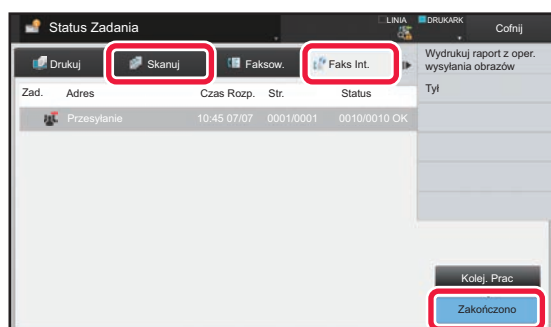 Status Zadania
LINIA
DRUKARK
Cofnij
Drukuj
Skanuj
Faksow.
Faks Int.
Wydrukuj raport z oper.
wysyłania obrazów
Tył
Zad. Adres Czas Rozp. Str. Status
Przesyłanie 10:45 07/07 0001/0001 0010/0010 OK
Kolej. Prac
Zakończono